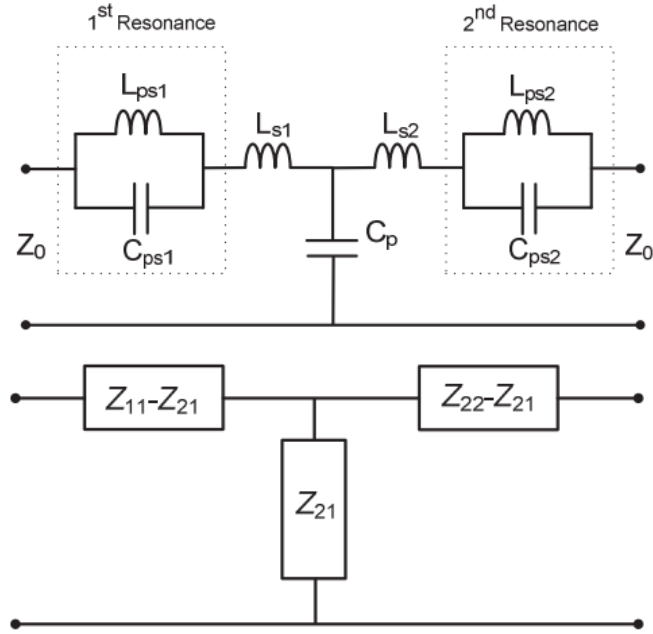 1st Resonance
2nd Resonance
Lps1
Lps2
Ls1
Ls2
Cp
Cps1
Cps2
Z0
Z0
Z11-Z21
Z22-Z21
Z21